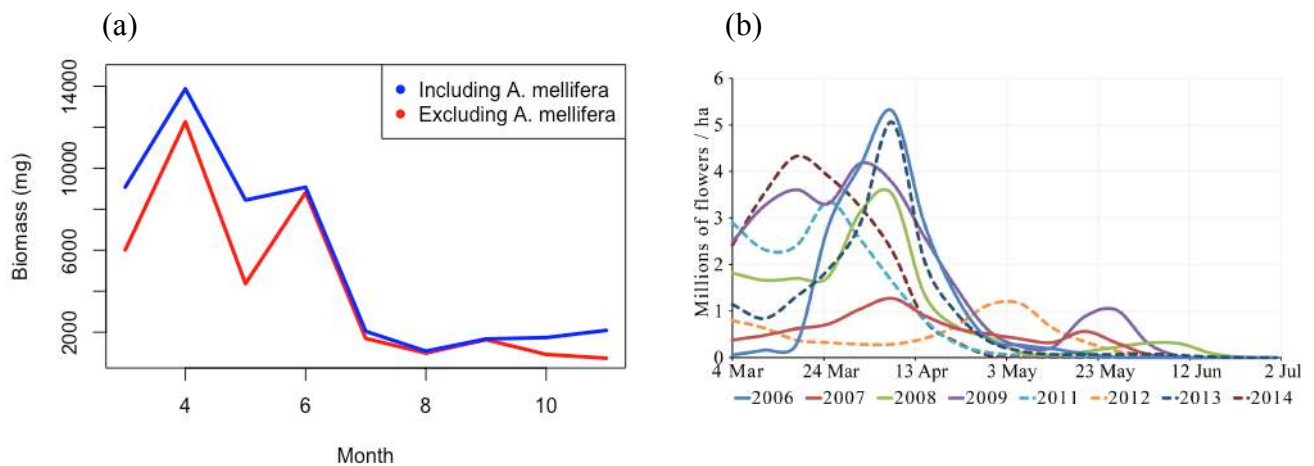 (a)
Including A. mellifera
Excluding A. mellifera
Biomass (mg)
14000
10000
6000
2000
4 6 8 10
Month
(b)
Millions of flowers / ha
6
5
4
3
2
1
0
4 Mar 24 Mar 13 Apr 3 May 23 May 12 Jun 2 Jul
2006 2007 2008 2009 2011 2012 2013 2014